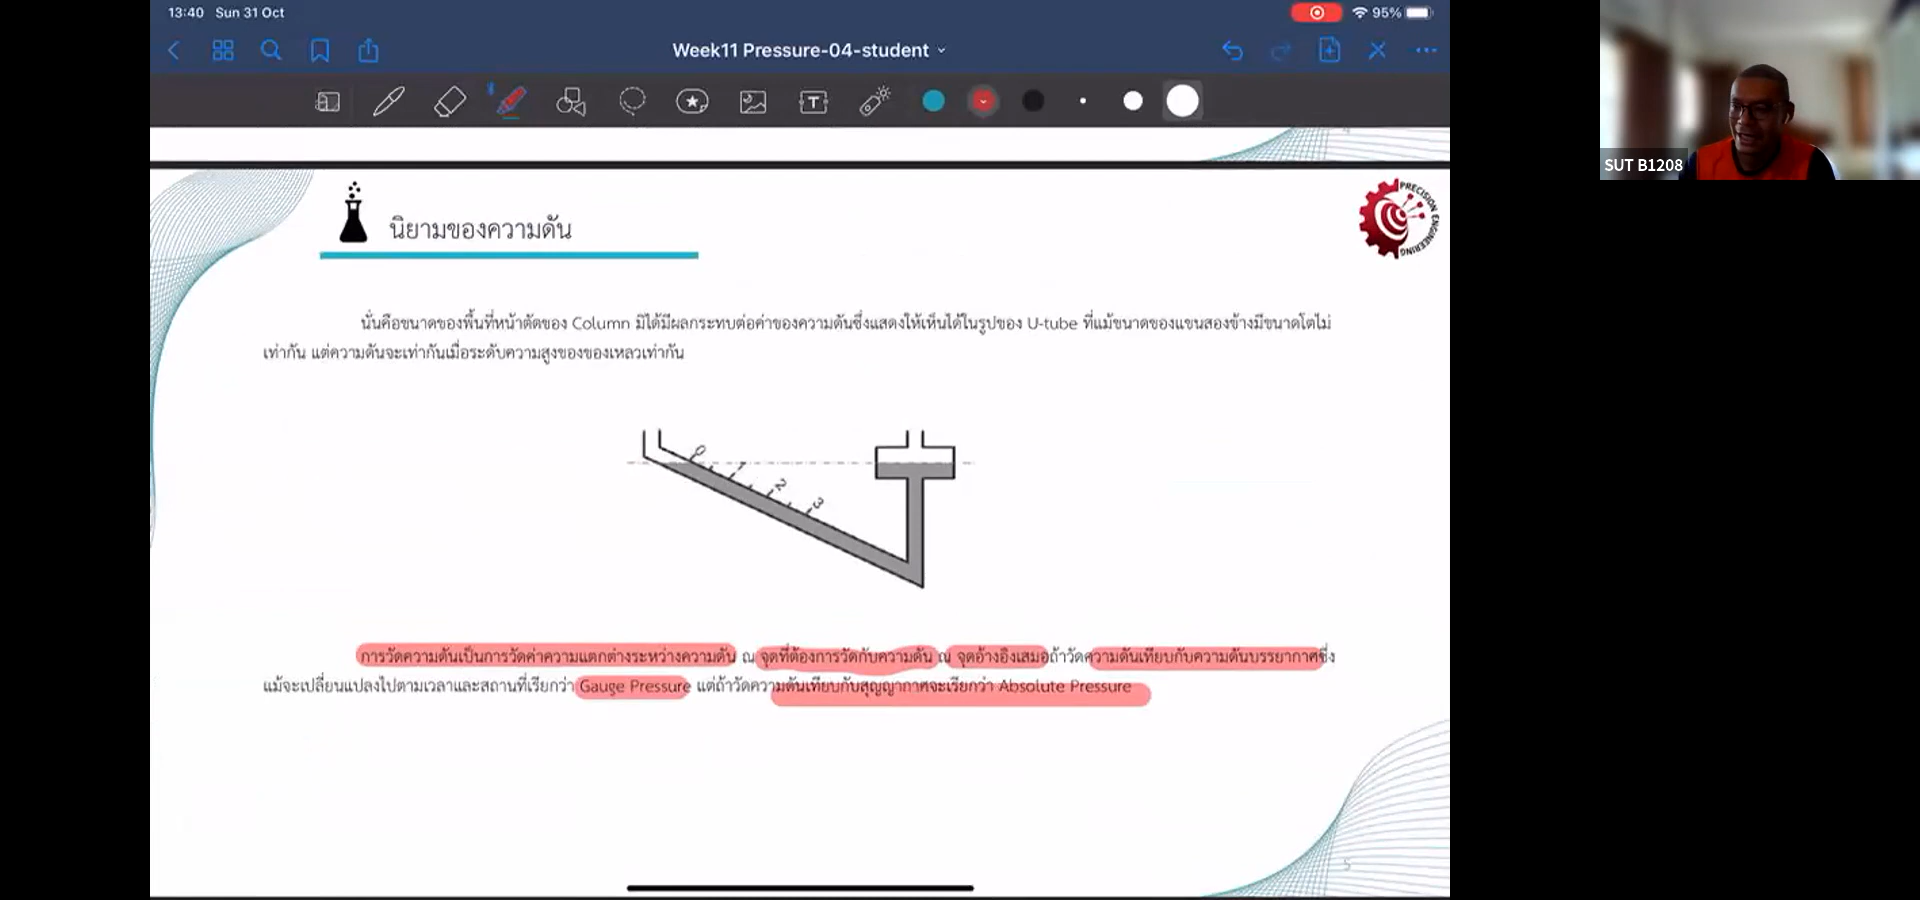 13:40 Sun 31 Oct
95%
Week11 Pressure-04-student
SUT B1208
PRECISION ENGINEERING
นิยามของความดัน
นั่นคือขนาดของพื้นที่หน้าตัดของ Column มิได้มีผลกระทบต่อค่าของความดันซึ่งแสดงให้เห็นได้ในรูปของ U-tube ที่แม้ขนาดของแขนสองข้างมีขนาดโตไม่
เท่ากัน แต่ความดันจะเท่ากันเมื่อระดับความสูงของของเหลวเท่ากัน
0
1
2
3
การวัดความดันเป็นการวัดค่าความแตกต่างระหว่างความดัน ณ จุดที่ต้องการวัดกับความดัน ณ จุดอ้างอิงเสมอถ้าวัดความดันเทียบกับความดันบรรยากาศซึ่ง
แม้จะเปลี่ยนแปลงไปตามเวลาและสถานที่เรียกว่า Gauge Pressure แต่ถ้าวัดความดันเทียบกับสุญญากาศจะเรียกว่า Absolute Pressure
5